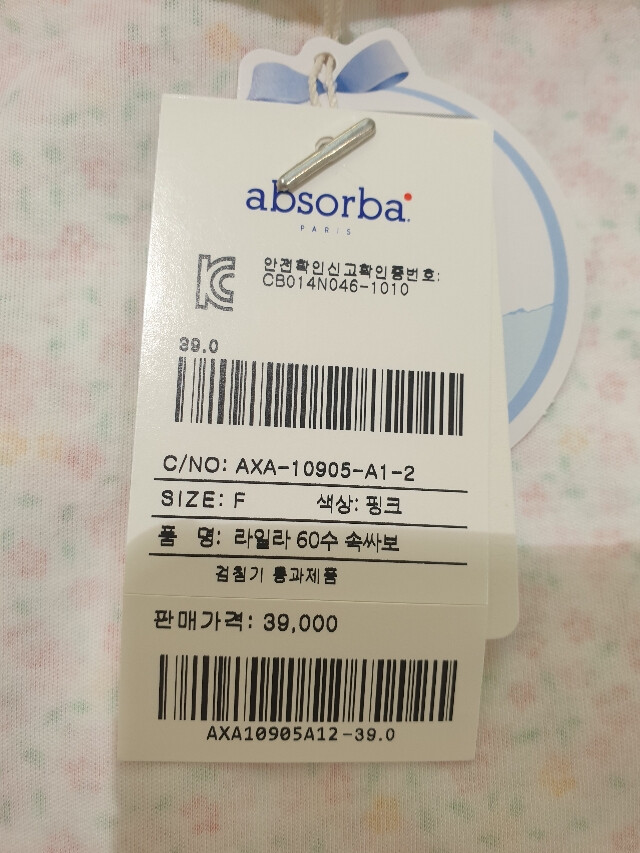 absorba
PARIS
안전확인신고확인증번호:
CB014N046-1010
39.0
C/NO: AXA-10905-A1-2
SIZE: F 색상: 핑크
품 명: 라일라 60수 속싸보
검침기 통과제품
판매가격: 39,000
AXA10905A12-39.0